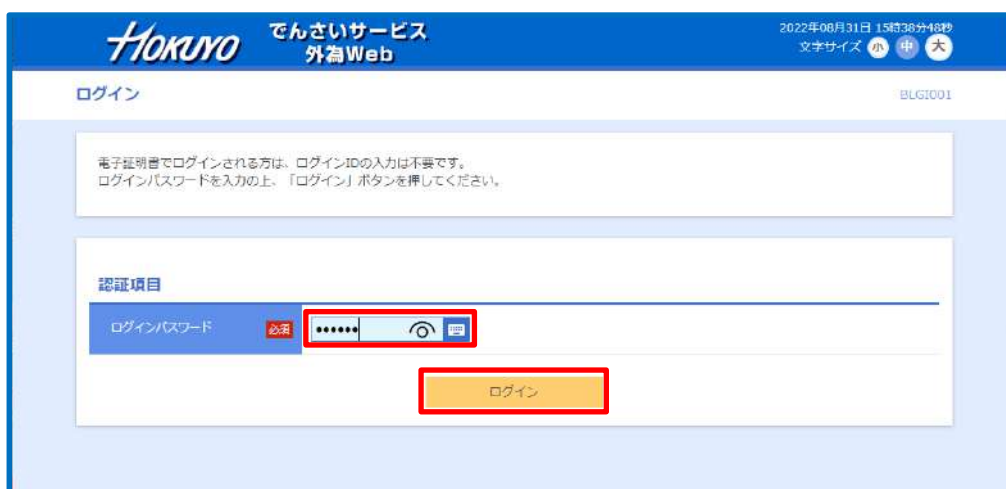 HOKUYO でんさいサービス
外為Web
2022年08月31日 15時38分48秒
文字サイズ 小 中 大
ログイン
BLGI001
電子証明書でログインされる方は、ログインIDの入力は不要です。
ログインパスワードを入力の上、「ログイン」ボタンを押してください。
認証項目
ログインパスワード 必須 ••••••
ログイン